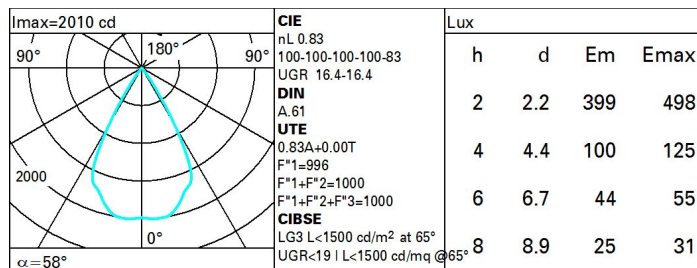 Imax=2010 cd
90° 180° 90°
2000
0°
α=58°
CIE
nL 0.83
100-100-100-100-83
UGR 16.4-16.4
DIN
A.61
UTE
0.83A+0.00T
F"1=996
F"1+F"2=1000
F"1+F"2+F"3=1000
CIBSE
LG3 L<1500 cd/m² at 65°
UGR<19 | L<1500 cd/mq @65°
Lux
h d Em Emax
2 2.2 399 498
4 4.4 100 125
6 6.7 44 55
8 8.9 25 31